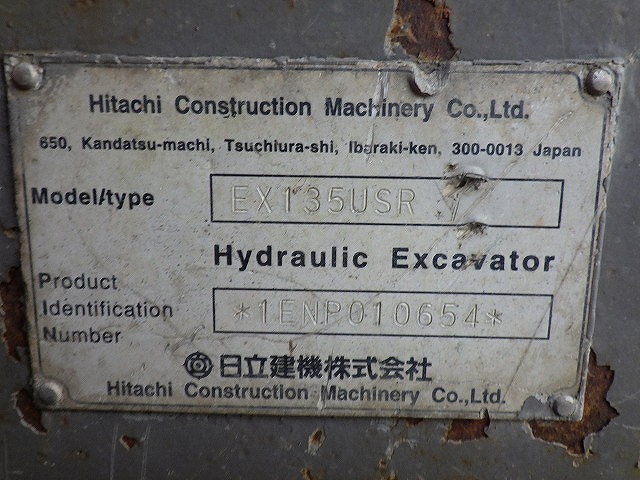 Hitachi Construction Machinery Co.,Ltd.
650, Kandatsu-machi, Tsuchiura-shi, Ibaraki-ken, 300-0013 Japan
Model/type EX135USR
Hydraulic Excavator
Product
Identification *1ENP010654*
Number
日立建機株式会社
Hitachi Construction Machinery Co.,Ltd.